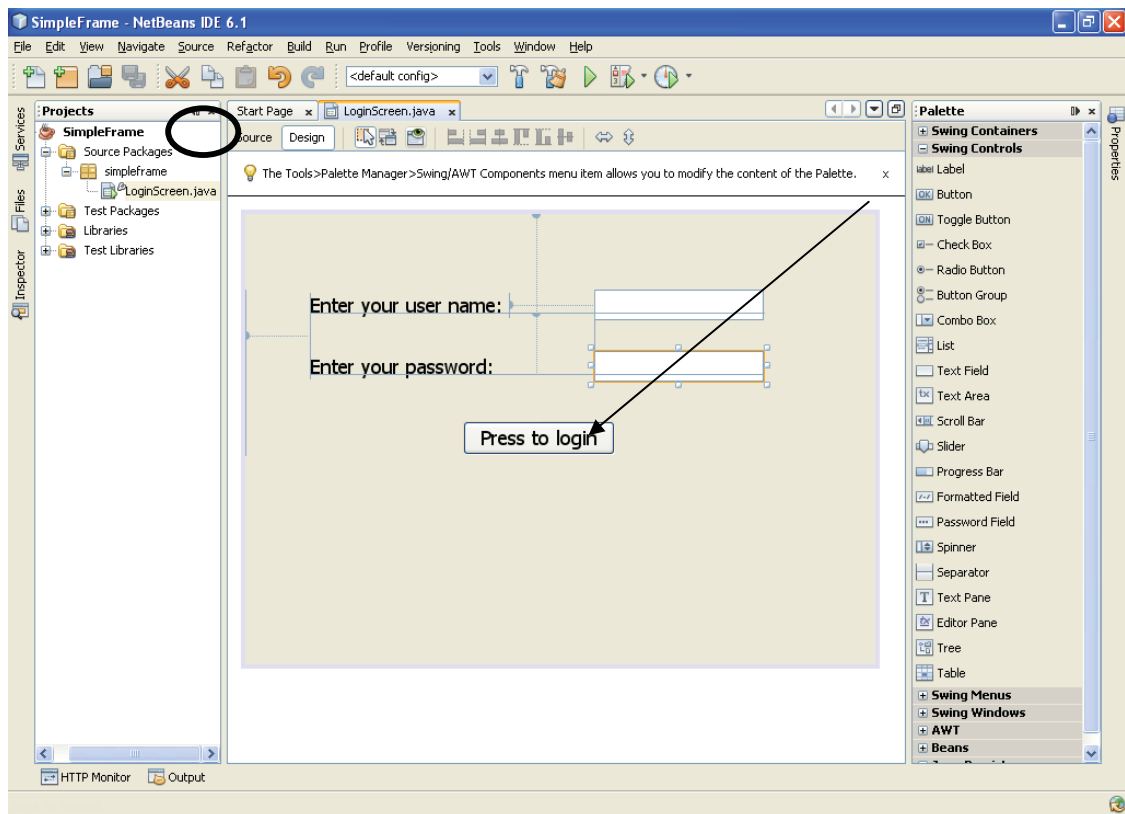 SimpleFrame - NetBeans IDE 6.1
File Edit View Navigate Source Refactor Build Run Profile Versioning Tools Window Help
<default config>
Services
Files
Inspector
Projects
SimpleFrame
Source Packages
simpleframe
LoginScreen.java
Test Packages
Libraries
Test Libraries
Start Page x LoginScreen.java x
Source Design
The Tools>Palette Manager>Swing/AWT Components menu item allows you to modify the content of the Palette. x
Enter your user name:
Enter your password:
Press to login
Palette
Swing Containers
Swing Controls
label Label
OK Button
ON Toggle Button
Check Box
Radio Button
Button Group
Combo Box
List
Text Field
tx Text Area
Scroll Bar
Slider
Progress Bar
Formatted Field
Password Field
Spinner
Separator
T Text Pane
Editor Pane
Tree
Table
Swing Menus
Swing Windows
AWT
Beans
Properties
HTTP Monitor Output